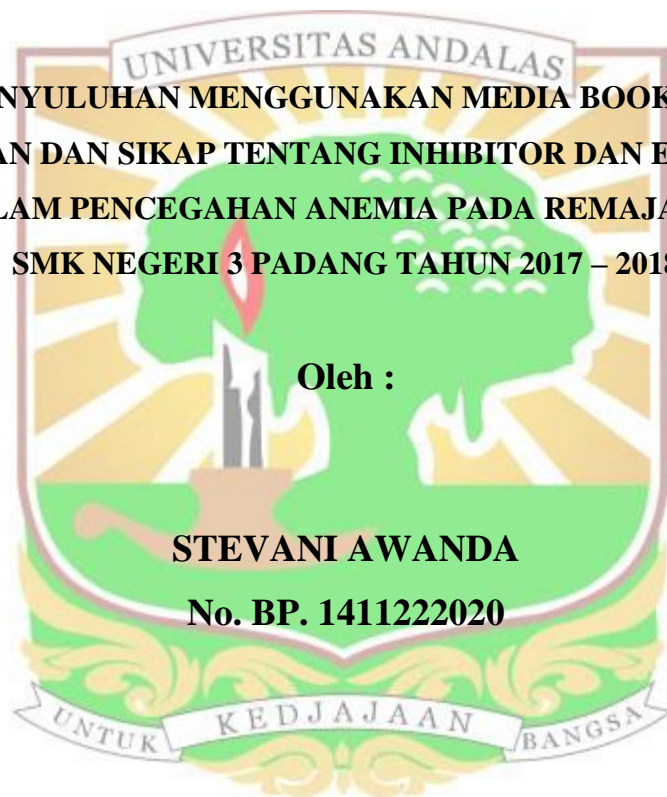 UNIVERSITAS ANDALAS
NYULUHAN MENGGUNAKAN MEDIA BOOK
AN DAN SIKAP TENTANG INHIBITOR DAN E
LAM PENCEGAHAN ANEMIA PADA REMAJA
SMK NEGERI 3 PADANG TAHUN 2017 – 2018
Oleh :
STEVANI AWANDA
No. BP. 1411222020
UNTUK KEDJAJAAN BANGSA